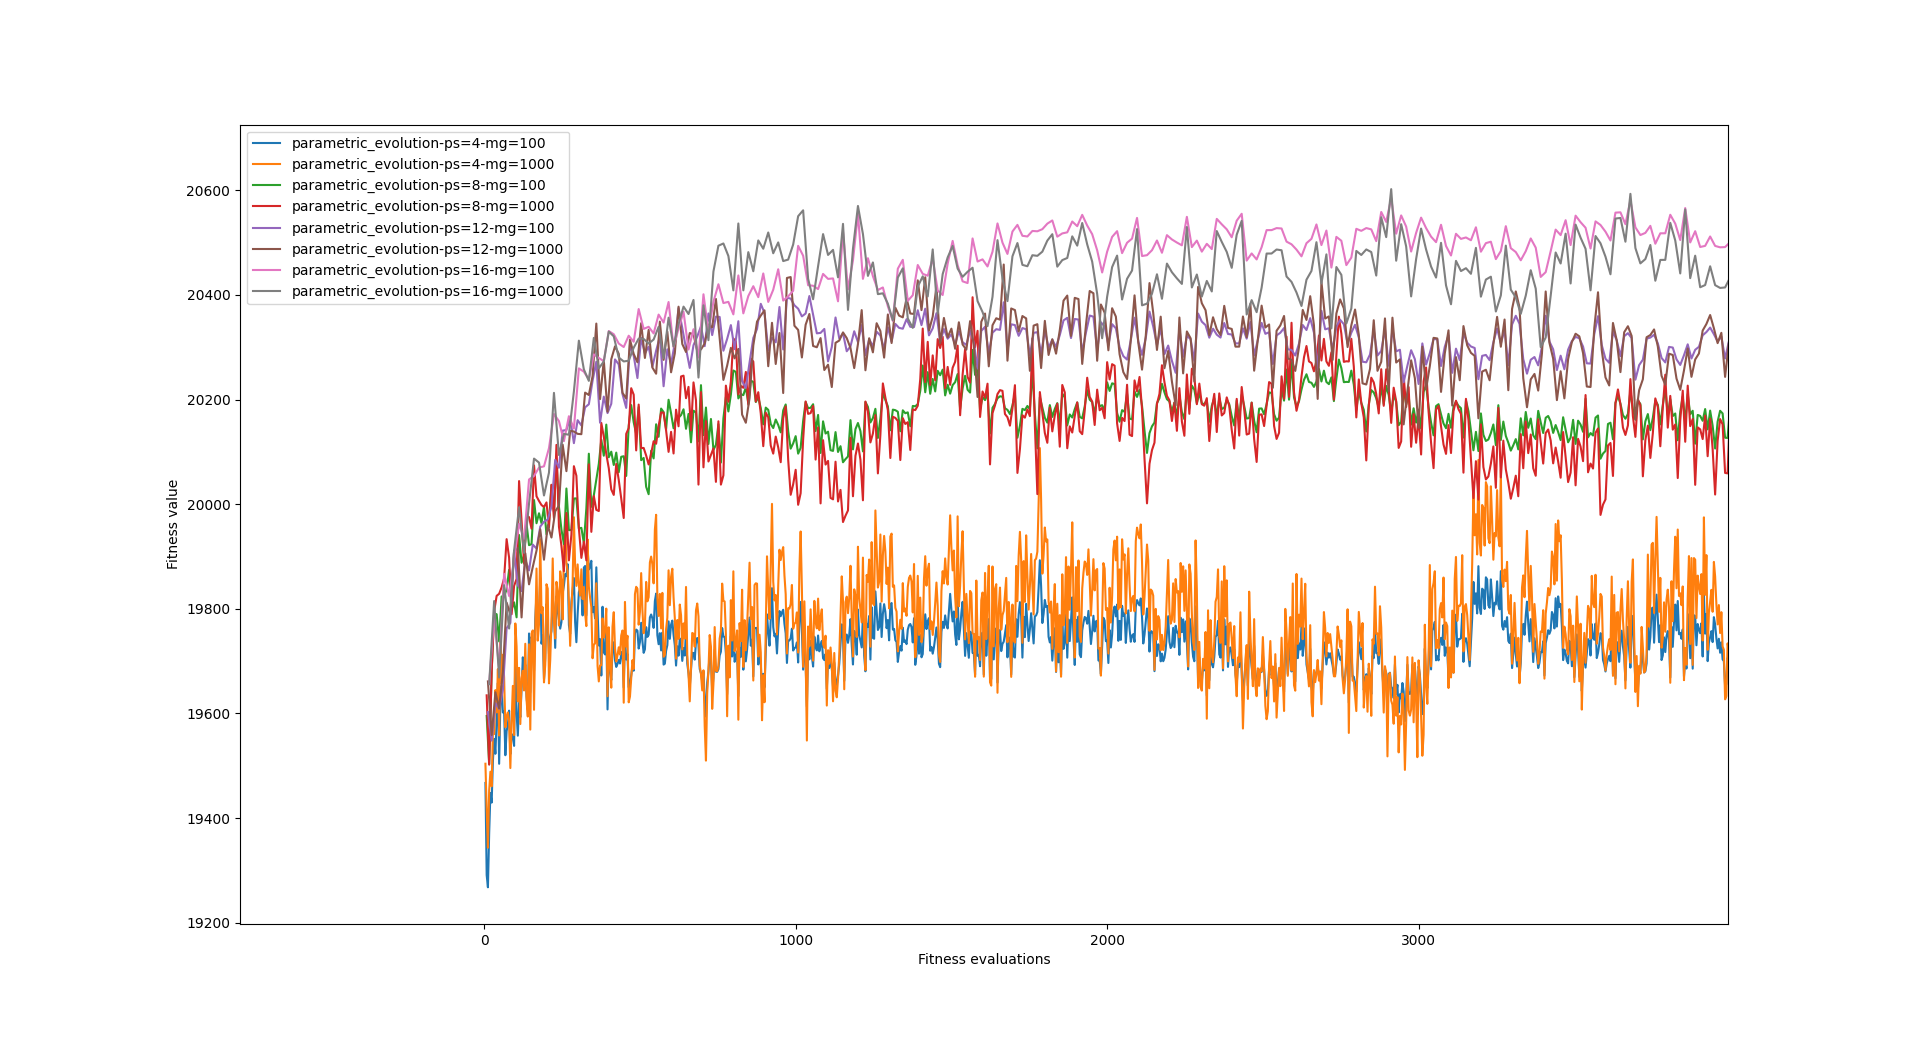 parametric_evolution-ps=4-mg=100
parametric_evolution-ps=4-mg=1000
parametric_evolution-ps=8-mg=100
parametric_evolution-ps=8-mg=1000
parametric_evolution-ps=12-mg=100
parametric_evolution-ps=12-mg=1000
parametric_evolution-ps=16-mg=100
parametric_evolution-ps=16-mg=1000
20600
20400
20200
20000
19800
19600
19400
19200
Fitness value
0 1000 2000 3000
Fitness evaluations